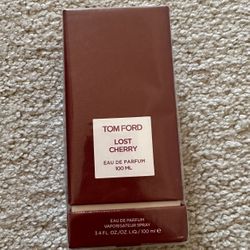 TOM FORD
LOST
CHERRY
EAU DE PARFUM
100 ML
EAU DE PARFUM
VAPORISATEUR SPRAY
3.4 FL.OZ./OZ.LIQ / 100 ml e